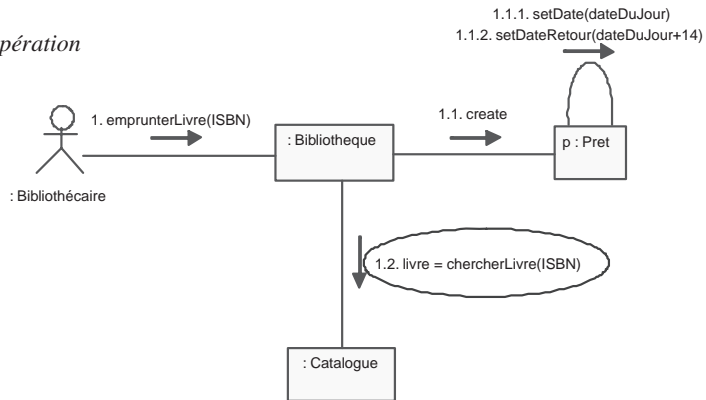 1.1.1. setDate(dateDuJour)
1.1.2. setDateRetour(dateDuJour+14)
pération
1. emprunterLivre(ISBN)
1.1. create
: Bibliotheque
p : Pret
: Bibliothécaire
1.2. livre = chercherLivre(ISBN)
: Catalogue